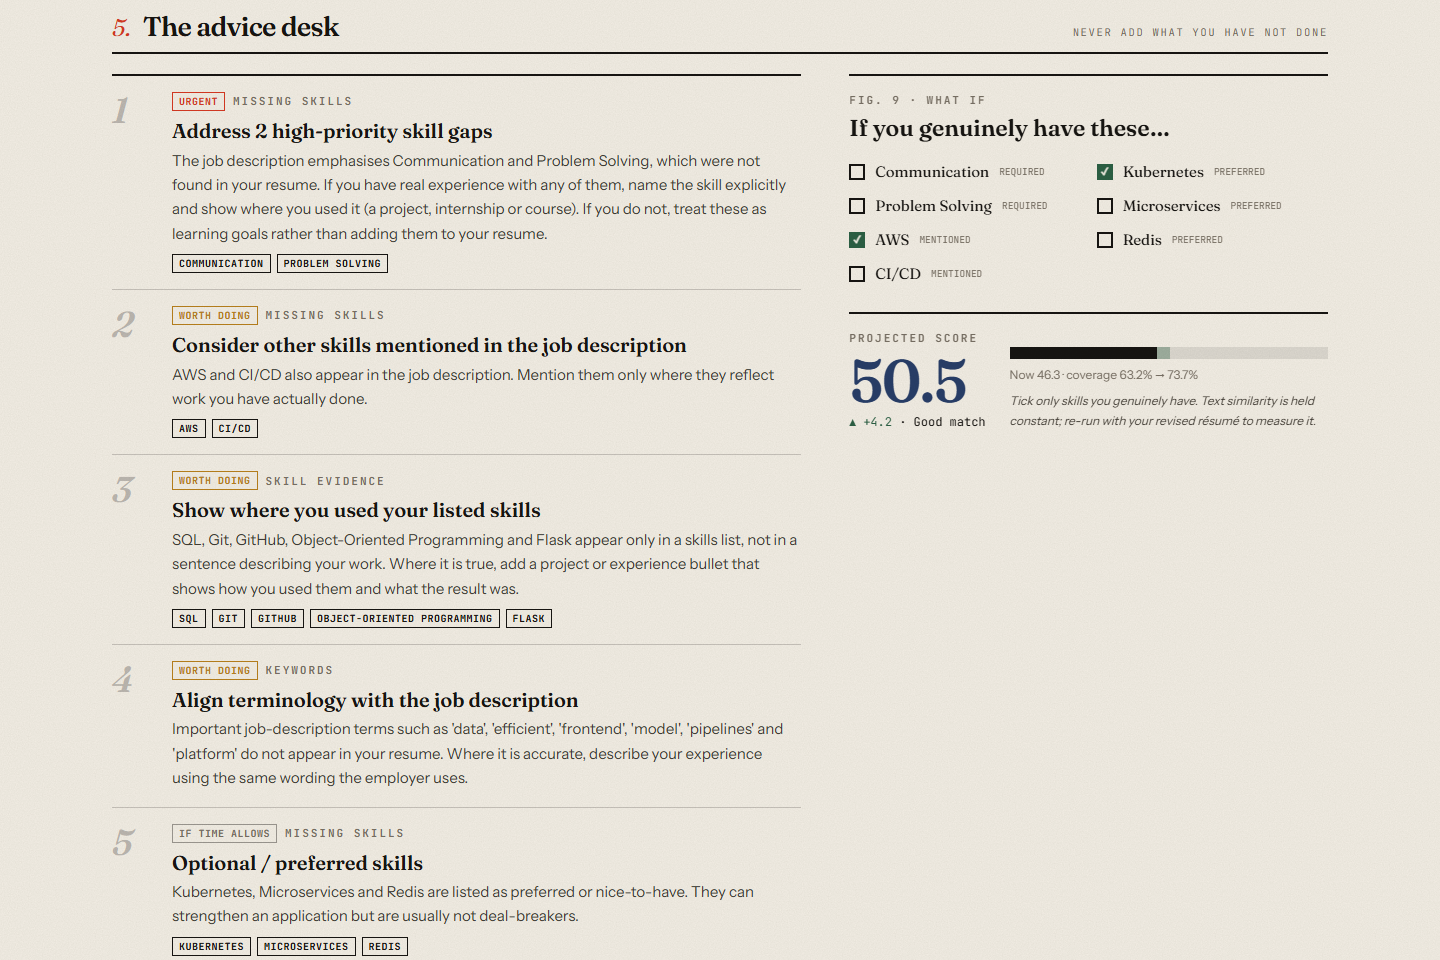 5. The advice desk
NEVER ADD WHAT YOU HAVE NOT DONE
1
URGENT MISSING SKILLS
Address 2 high-priority skill gaps
The job description emphasises Communication and Problem Solving, which were not
found in your resume. If you have real experience with any of them, name the skill explicitly
and show where you used it (a project, internship or course). If you do not, treat these as
learning goals rather than adding them to your resume.
COMMUNICATION PROBLEM SOLVING
2
WORTH DOING MISSING SKILLS
Consider other skills mentioned in the job description
AWS and CI/CD also appear in the job description. Mention them only where they reflect
work you have actually done.
AWS CI/CD
3
WORTH DOING SKILL EVIDENCE
Show where you used your listed skills
SQL, Git, GitHub, Object-Oriented Programming and Flask appear only in a skills list, not in a
sentence describing your work. Where it is true, add a project or experience bullet that
shows how you used them and what the result was.
SQL GIT GITHUB OBJECT-ORIENTED PROGRAMMING FLASK
4
WORTH DOING KEYWORDS
Align terminology with the job description
Important job-description terms such as 'data', 'efficient', 'frontend', 'model', 'pipelines' and
'platform' do not appear in your resume. Where it is accurate, describe your experience
using the same wording the employer uses.
5
IF TIME ALLOWS MISSING SKILLS
Optional / preferred skills
Kubernetes, Microservices and Redis are listed as preferred or nice-to-have. They can
strengthen an application but are usually not deal-breakers.
KUBERNETES MICROSERVICES REDIS
FIG. 9 · WHAT IF
If you genuinely have these...
Communication REQUIRED
Kubernetes PREFERRED
Problem Solving REQUIRED
Microservices PREFERRED
AWS MENTIONED
Redis PREFERRED
CI/CD MENTIONED
PROJECTED SCORE
50.5
▲ +4.2 · Good match
Now 46.3 · coverage 63.2% → 73.7%
Tick only skills you genuinely have. Text similarity is held
constant; re-run with your revised résumé to measure it.